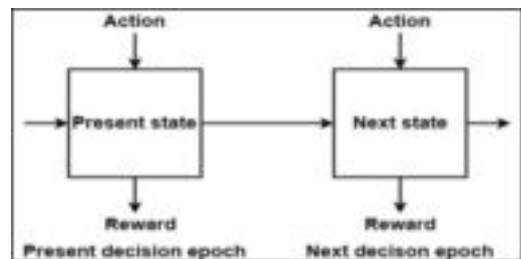 Action Action
Present state Next state
Reward Reward
Present decision epoch Next decison epoch